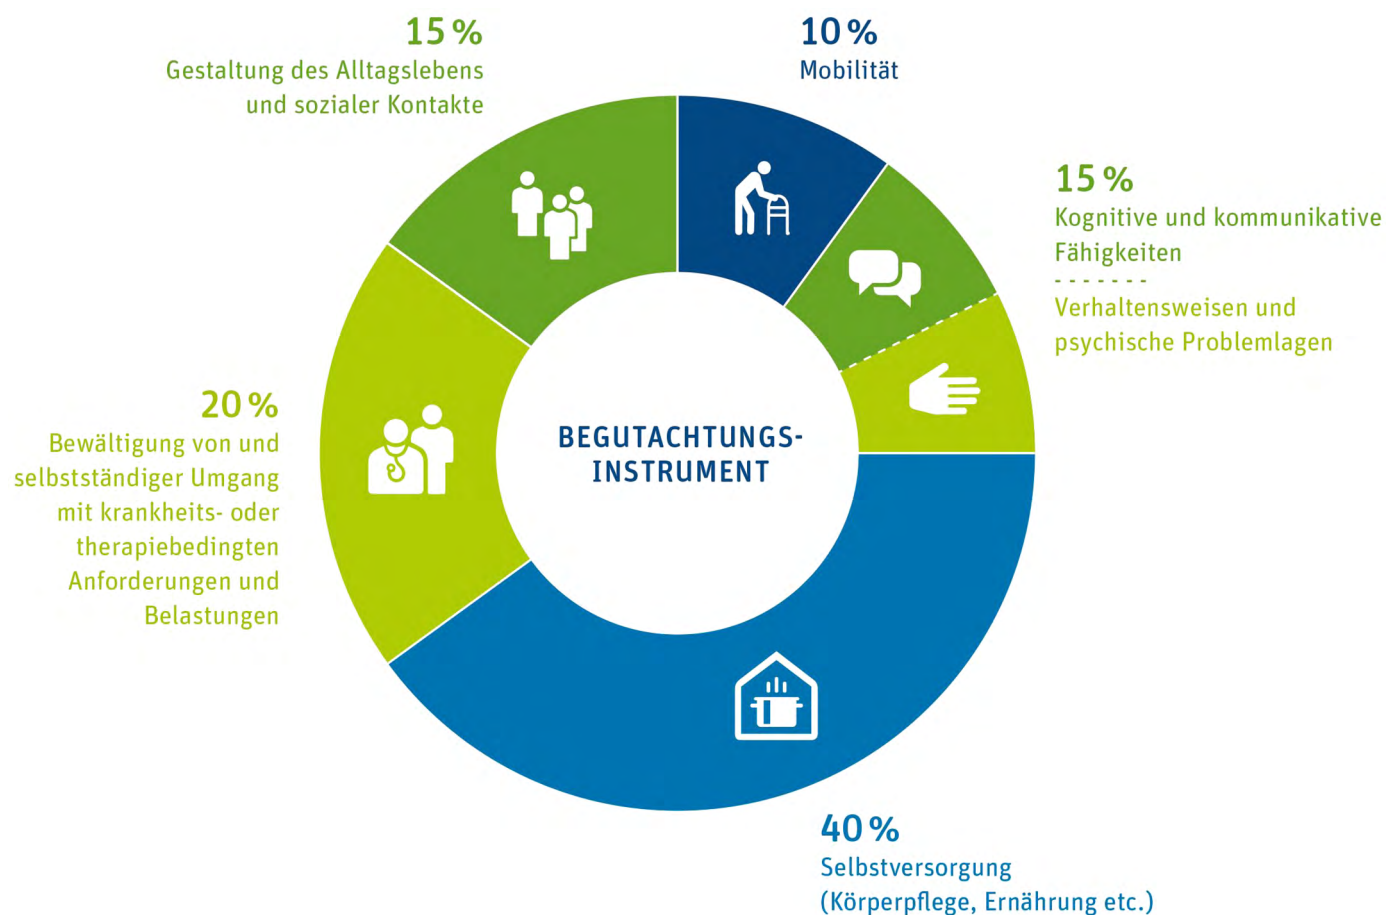 15 %
Gestaltung des Alltagslebens
und sozialer Kontakte
10 %
Mobilität
15 %
Kognitive und kommunikative
Fähigkeiten
Verhaltensweisen und
psychische Problemlagen
20 %
Bewältigung von und
selbstständiger Umgang
mit krankheits- oder
therapiebedingten
Anforderungen und
Belastungen
BEGUTACHTUNGS-
INSTRUMENT
40 %
Selbstversorgung
(Körperpflege, Ernährung etc.)